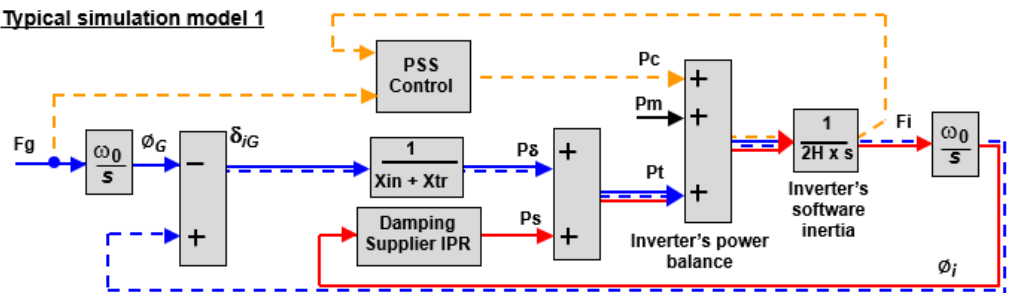 Typical simulation model 1
PSS
Control
Pc
+
Pm
+
Fg
ω0
s
ØG
−
δiG
+
1
Xin + Xtr
Pδ
+
Damping
Supplier IPR
Ps
+
Pt
+
Inverter's power
balance
1
2H x s
Inverter's
software
inertia
Fi
ω0
s
Øi